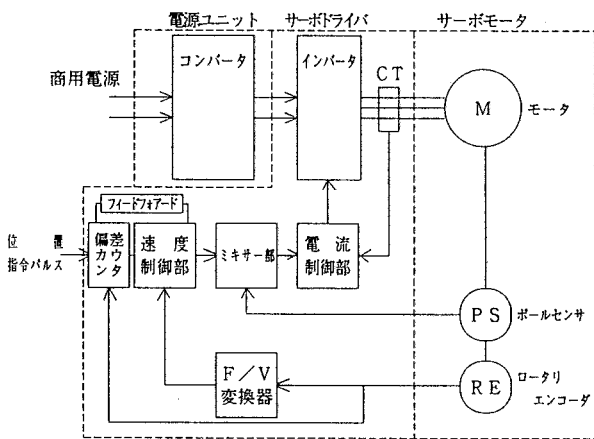 電源ユニット
サーボドライバ
サーボモータ
コンバータ
インバータ
CT
商用電源
M
モータ
フィードフォアード
位置
指令パルス
偏差
カウ
ンタ
速度
制御部
ミキサー部
電流
制御部
PS
ポールセンサ
F/V
変換器
RE
ロータリ
エンコーダ